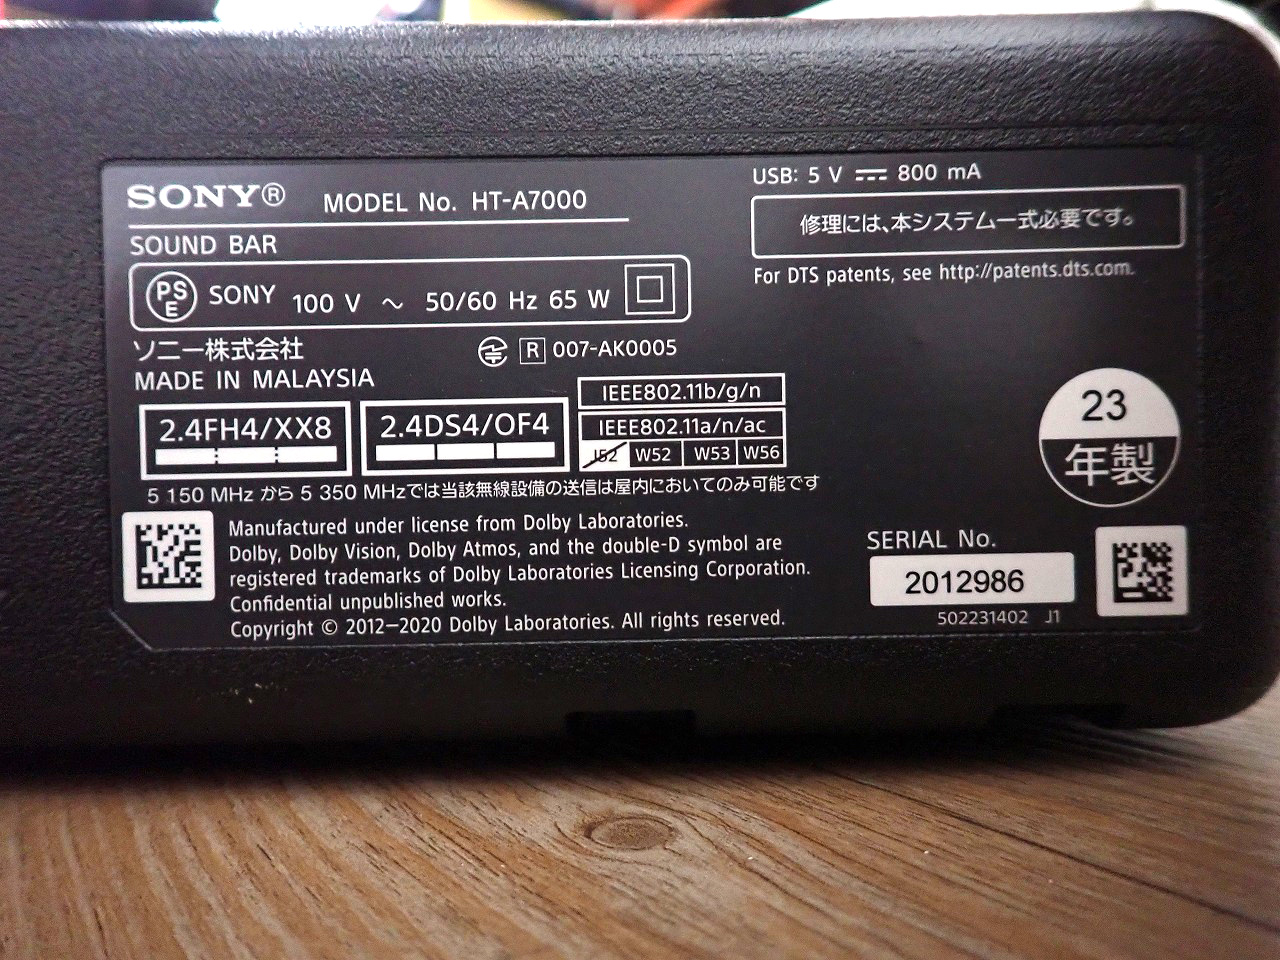 SONY® MODEL No. HT-A7000
SOUND BAR
PSE SONY 100 V ～ 50/60 Hz 65 W
ソニー株式会社
R 007-AK0005
MADE IN MALAYSIA
2.4FH4/XX8
2.4DS4/OF4
IEEE802.11b/g/n
IEEE802.11a/n/ac
J52 W52 W53 W56
5 150 MHz から 5 350 MHzでは当該無線設備の送信は屋内においてのみ可能です
Manufactured under license from Dolby Laboratories.
Dolby, Dolby Vision, Dolby Atmos, and the double-D symbol are
registered trademarks of Dolby Laboratories Licensing Corporation.
Confidential unpublished works.
Copyright © 2012—2020 Dolby Laboratories. All rights reserved.
USB: 5 V ⎓ 800 mA
修理には、本システム一式必要です。
For DTS patents, see http://patents.dts.com.
23
年製
SERIAL No.
2012986
502231402 J1